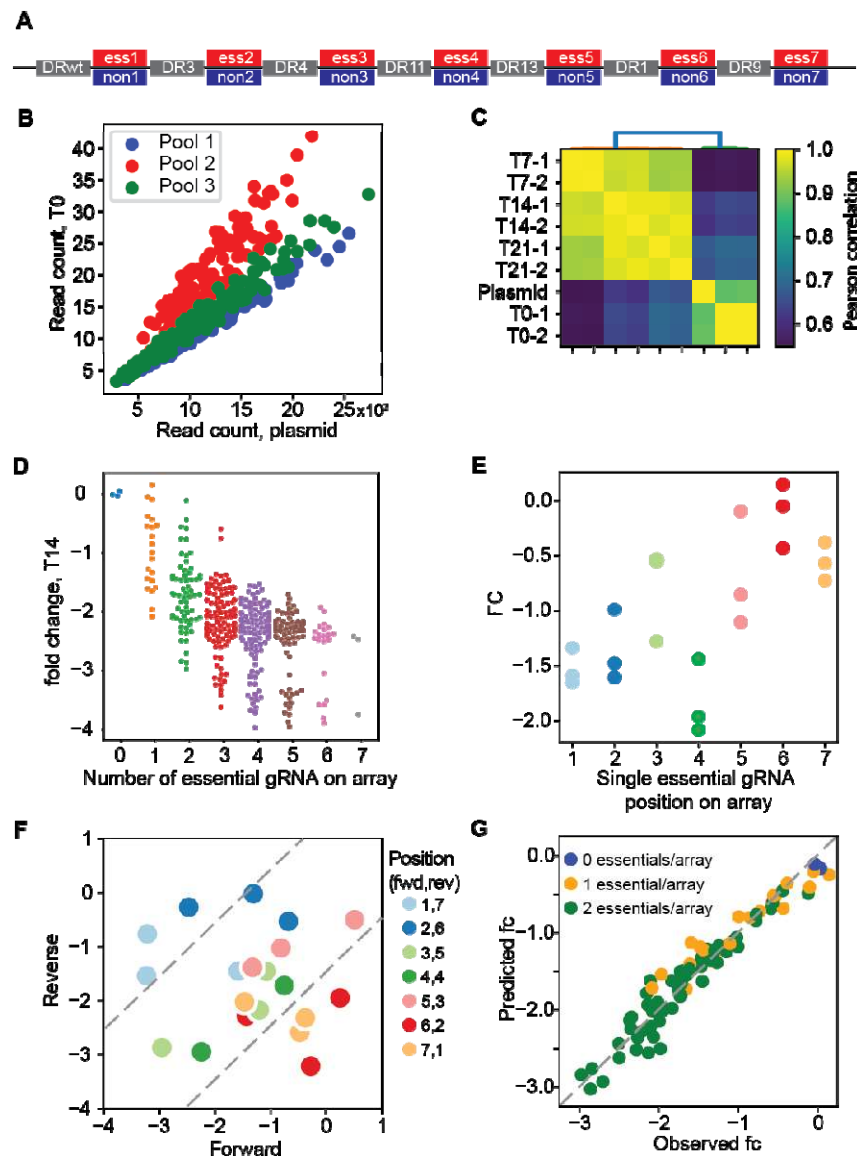 A
ess1 ess2 ess3 ess4 ess5 ess6 ess7
DRwt DR3 DR4 DR11 DR13 DR1 DR9
non1 non2 non3 non4 non5 non6 non7
B
Pool 1
Pool 2
Pool 3
Read count, T0
40
35
30
25
20
15
10
5
5 10 15 20 25x10²
Read count, plasmid
C
T7-1
T7-2
T14-1
T14-2
T21-1
T21-2
Plasmid
T0-1
T0-2
1.0
0.9
0.8
0.7
0.6
Pearson correlation
D
fold change, T14
0
−1
−2
−3
−4
0 1 2 3 4 5 6 7
Number of essential gRNA on array
E
0.0
−0.5
−1.0
−1.5
−2.0
1 2 3 4 5 6 7
Single essential gRNA
position on array
F
Reverse
1
0
−1
−2
−3
−4
−4 −3 −2 −1 0 1
Forward
Position
(fwd,rev)
1,7
2,6
3,5
4,4
5,3
6,2
7,1
G
0 essentials/array
1 essentials/array
2 essentials/array
Predicted fc
0.0
−1.0
−2.0
−3.0
−3 −2 −1 0
Observed fc